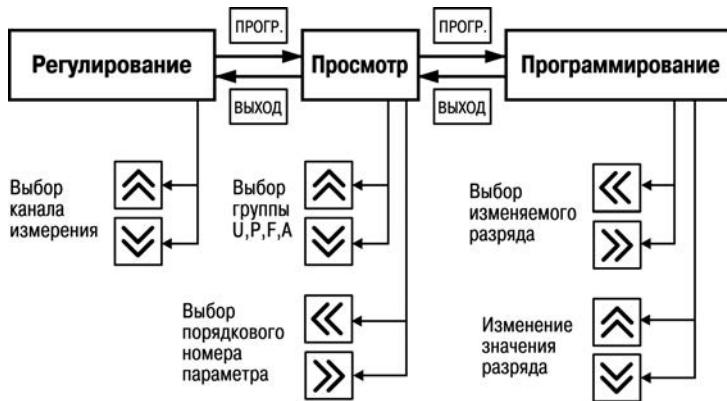 ПРОГР.
ПРОГР.
Регулирование
Просмотр
Программирование
ВЫХОД
ВЫХОД
Выбор
канала
измерения
Выбор
группы
U,P,F,A
Выбор
изменяемого
разряда
Выбор
порядкового
номера
параметра
Изменение
значения
разряда